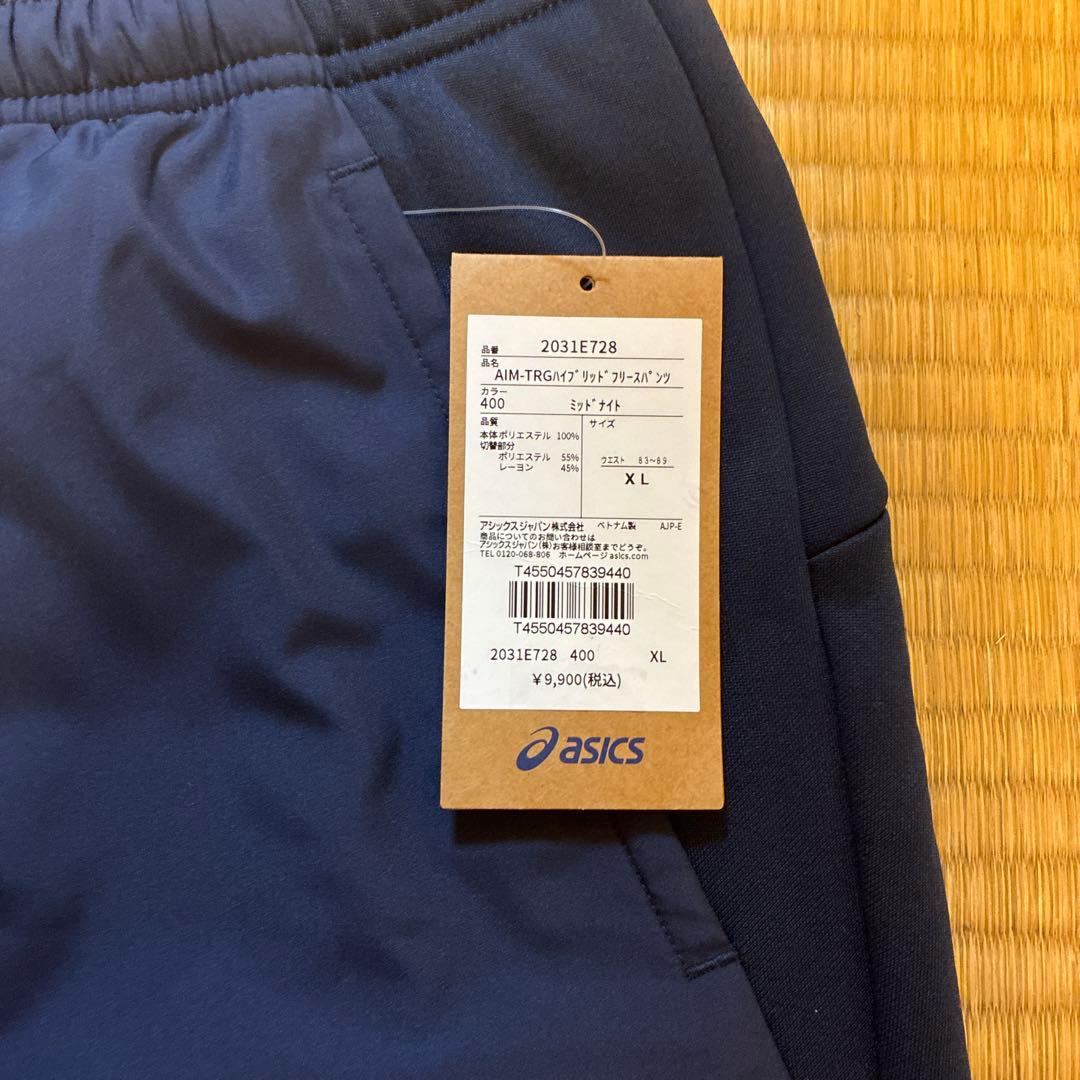 品番 2031E728
品名
AIM-TRGﾊｲﾌﾞﾘｯﾄﾞﾌﾘｰｽﾊﾟﾝﾂ
カラー
400 ﾐｯﾄﾞﾅｲﾄ
品質
本体ポリエステル 100%
切替部分
ポリエステル 55%
レーヨン 45%
サイズ
ウエスト 83~89
XL
アシックスジャパン株式会社 ベトナム製 AJP-E
商品についてのお問い合わせは
アシックスジャパン(株)お客様相談室までどうぞ。
TEL 0120-068-806 ホームページ asics.com
T4550457839440
T4550457839440
2031E728 400 XL
¥9,900(税込)
asics